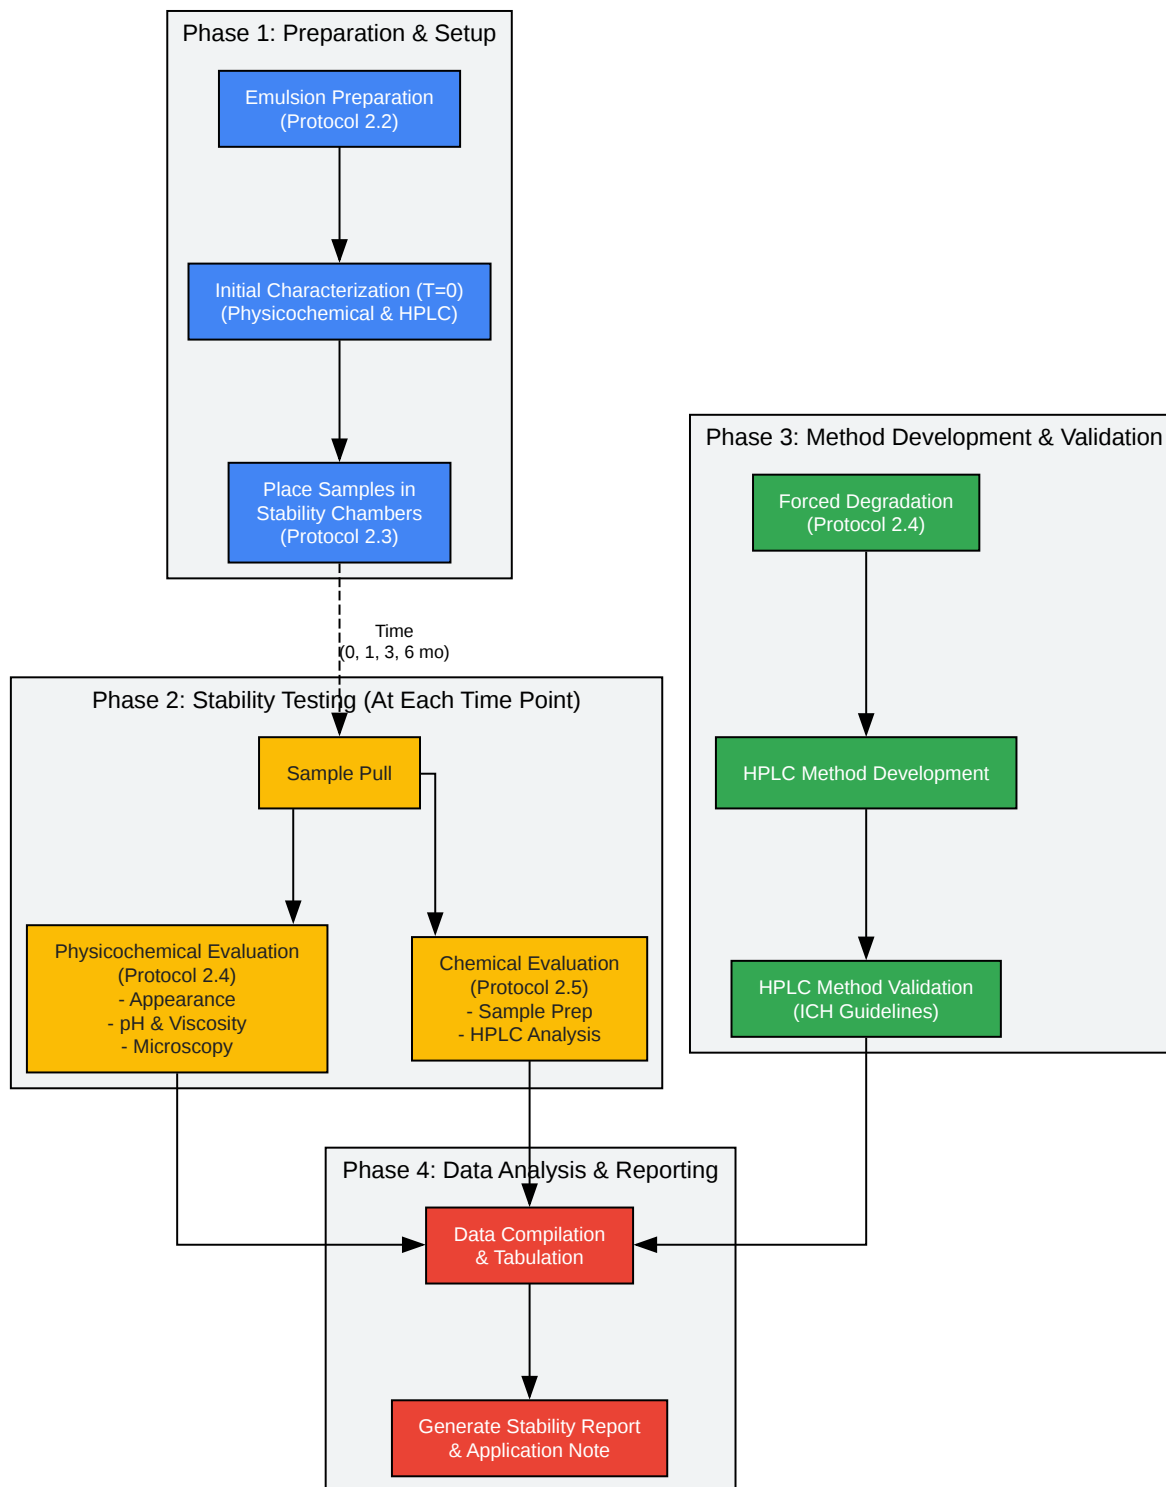 Phase 1: Preparation & Setup
Emulsion Preparation
(Protocol 2.2)
Initial Characterization (T=0)
(Physicochemical & HPLC)
Place Samples in
Stability Chambers
(Protocol 2.3)
Time
(0, 1, 3, 6 mo)
Phase 2: Stability Testing (At Each Time Point)
Sample Pull
Physicochemical Evaluation
(Protocol 2.4)
- Appearance
- pH & Viscosity
- Microscopy
Chemical Evaluation
(Protocol 2.5)
- Sample Prep
- HPLC Analysis
Phase 3: Method Development & Validation
Forced Degradation
(Protocol 2.4)
HPLC Method Development
HPLC Method Validation
(ICH Guidelines)
Phase 4: Data Analysis & Reporting
Data Compilation
& Tabulation
Generate Stability Report
& Application Note